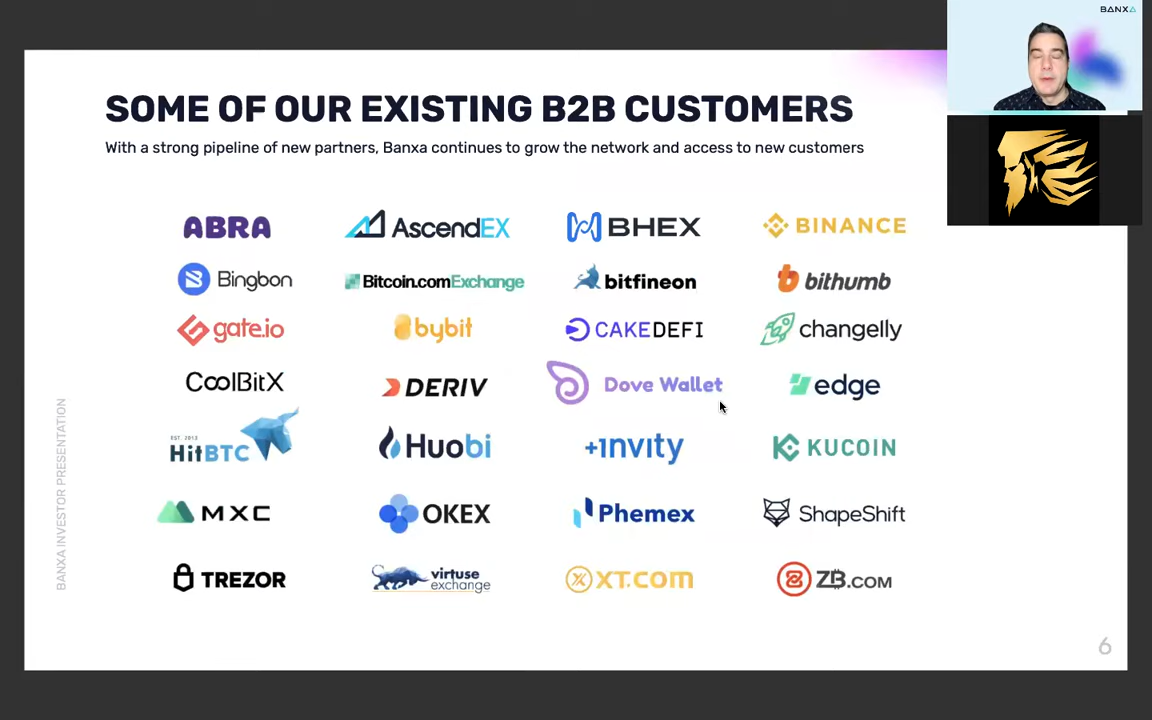 BANXA
SOME OF OUR EXISTING B2B CUSTOMERS
With a strong pipeline of new partners, Banxa continues to grow the network and access to new customers
ABRA
AscendEX
BHEX
BINANCE
Bingbon
Bitcoin.comExchange
bitfineon
bithumb
gate.io
bybit
CAKEDEFI
changelly
CoolBitX
DERIV
Dove Wallet
edge
EST. 2013
HitBTC
Huobi
+invity
KUCOIN
MXC
OKEX
Phemex
ShapeShift
TREZOR
virtuse
exchange
XT.COM
ZB.COM
BANXA INVESTOR PRESENTATION
6